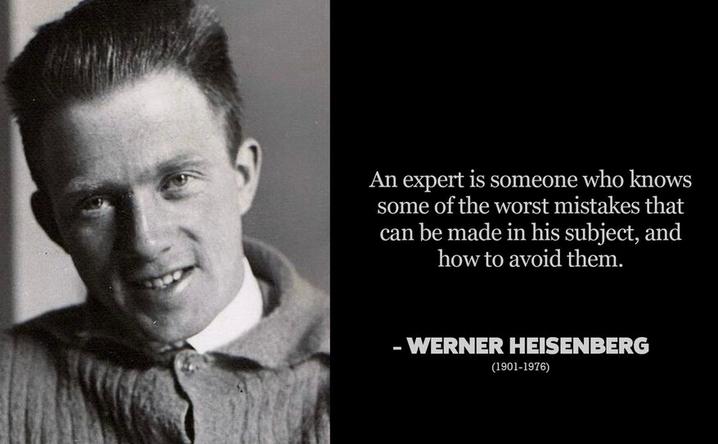 An expert is someone who knows
some of the worst mistakes that
can be made in his subject, and
how to avoid them.
- WERNER HEISENBERG
(1901-1976)